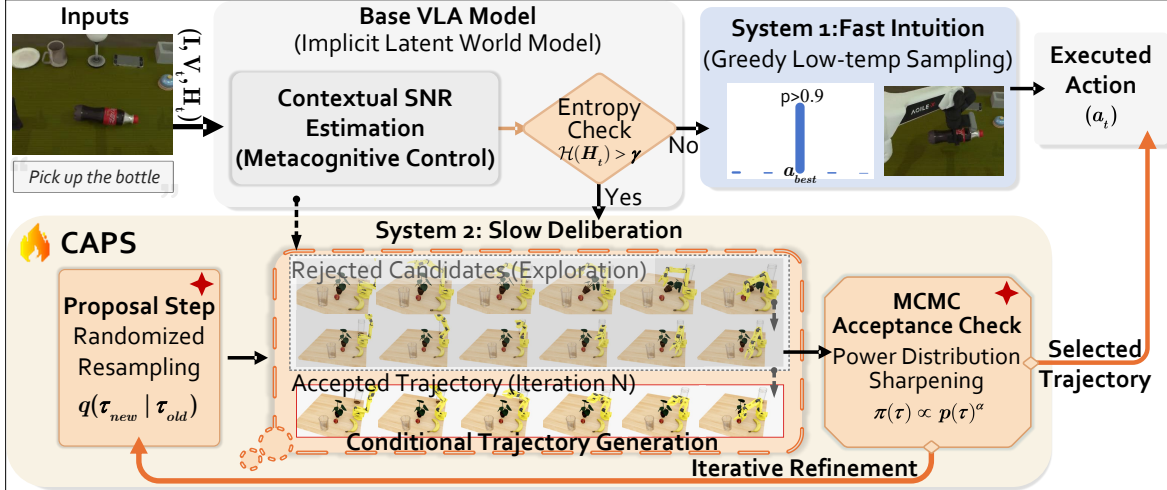 Inputs
(I, V_t, H_t)
Pick up the bottle
Base VLA Model
(Implicit Latent World Model)
Contextual SNR
Estimation
(Metacognitive Control)
Entropy
Check
ℋ(H_t) > γ
No
Yes
System 1:Fast Intuition
(Greedy Low-temp Sampling)
p>0.9
a_best
AGILE
Executed
Action
(a_t)
CAPS
System 2: Slow Deliberation
Proposal Step
Randomized
Resampling
q(τ_new | τ_old)
Rejected Candidates (Exploration)
Accepted Trajectory (Iteration N)
Conditional Trajectory Generation
MCMC
Acceptance Check
Power Distribution
Sharpening
π(τ) ∝ p(τ)^α
Selected
Trajectory
Iterative Refinement